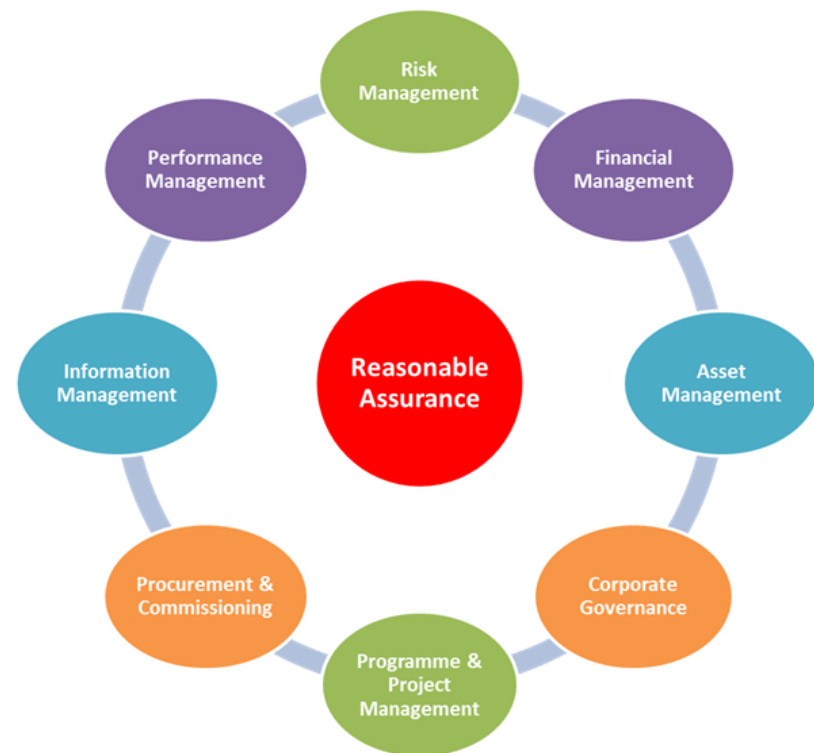 Risk
Management
Performance
Management
Financial
Management
Information
Management
Reasonable
Assurance
Asset
Management
Procurement &
Commissioning
Corporate
Governance
Programme &
Project
Management